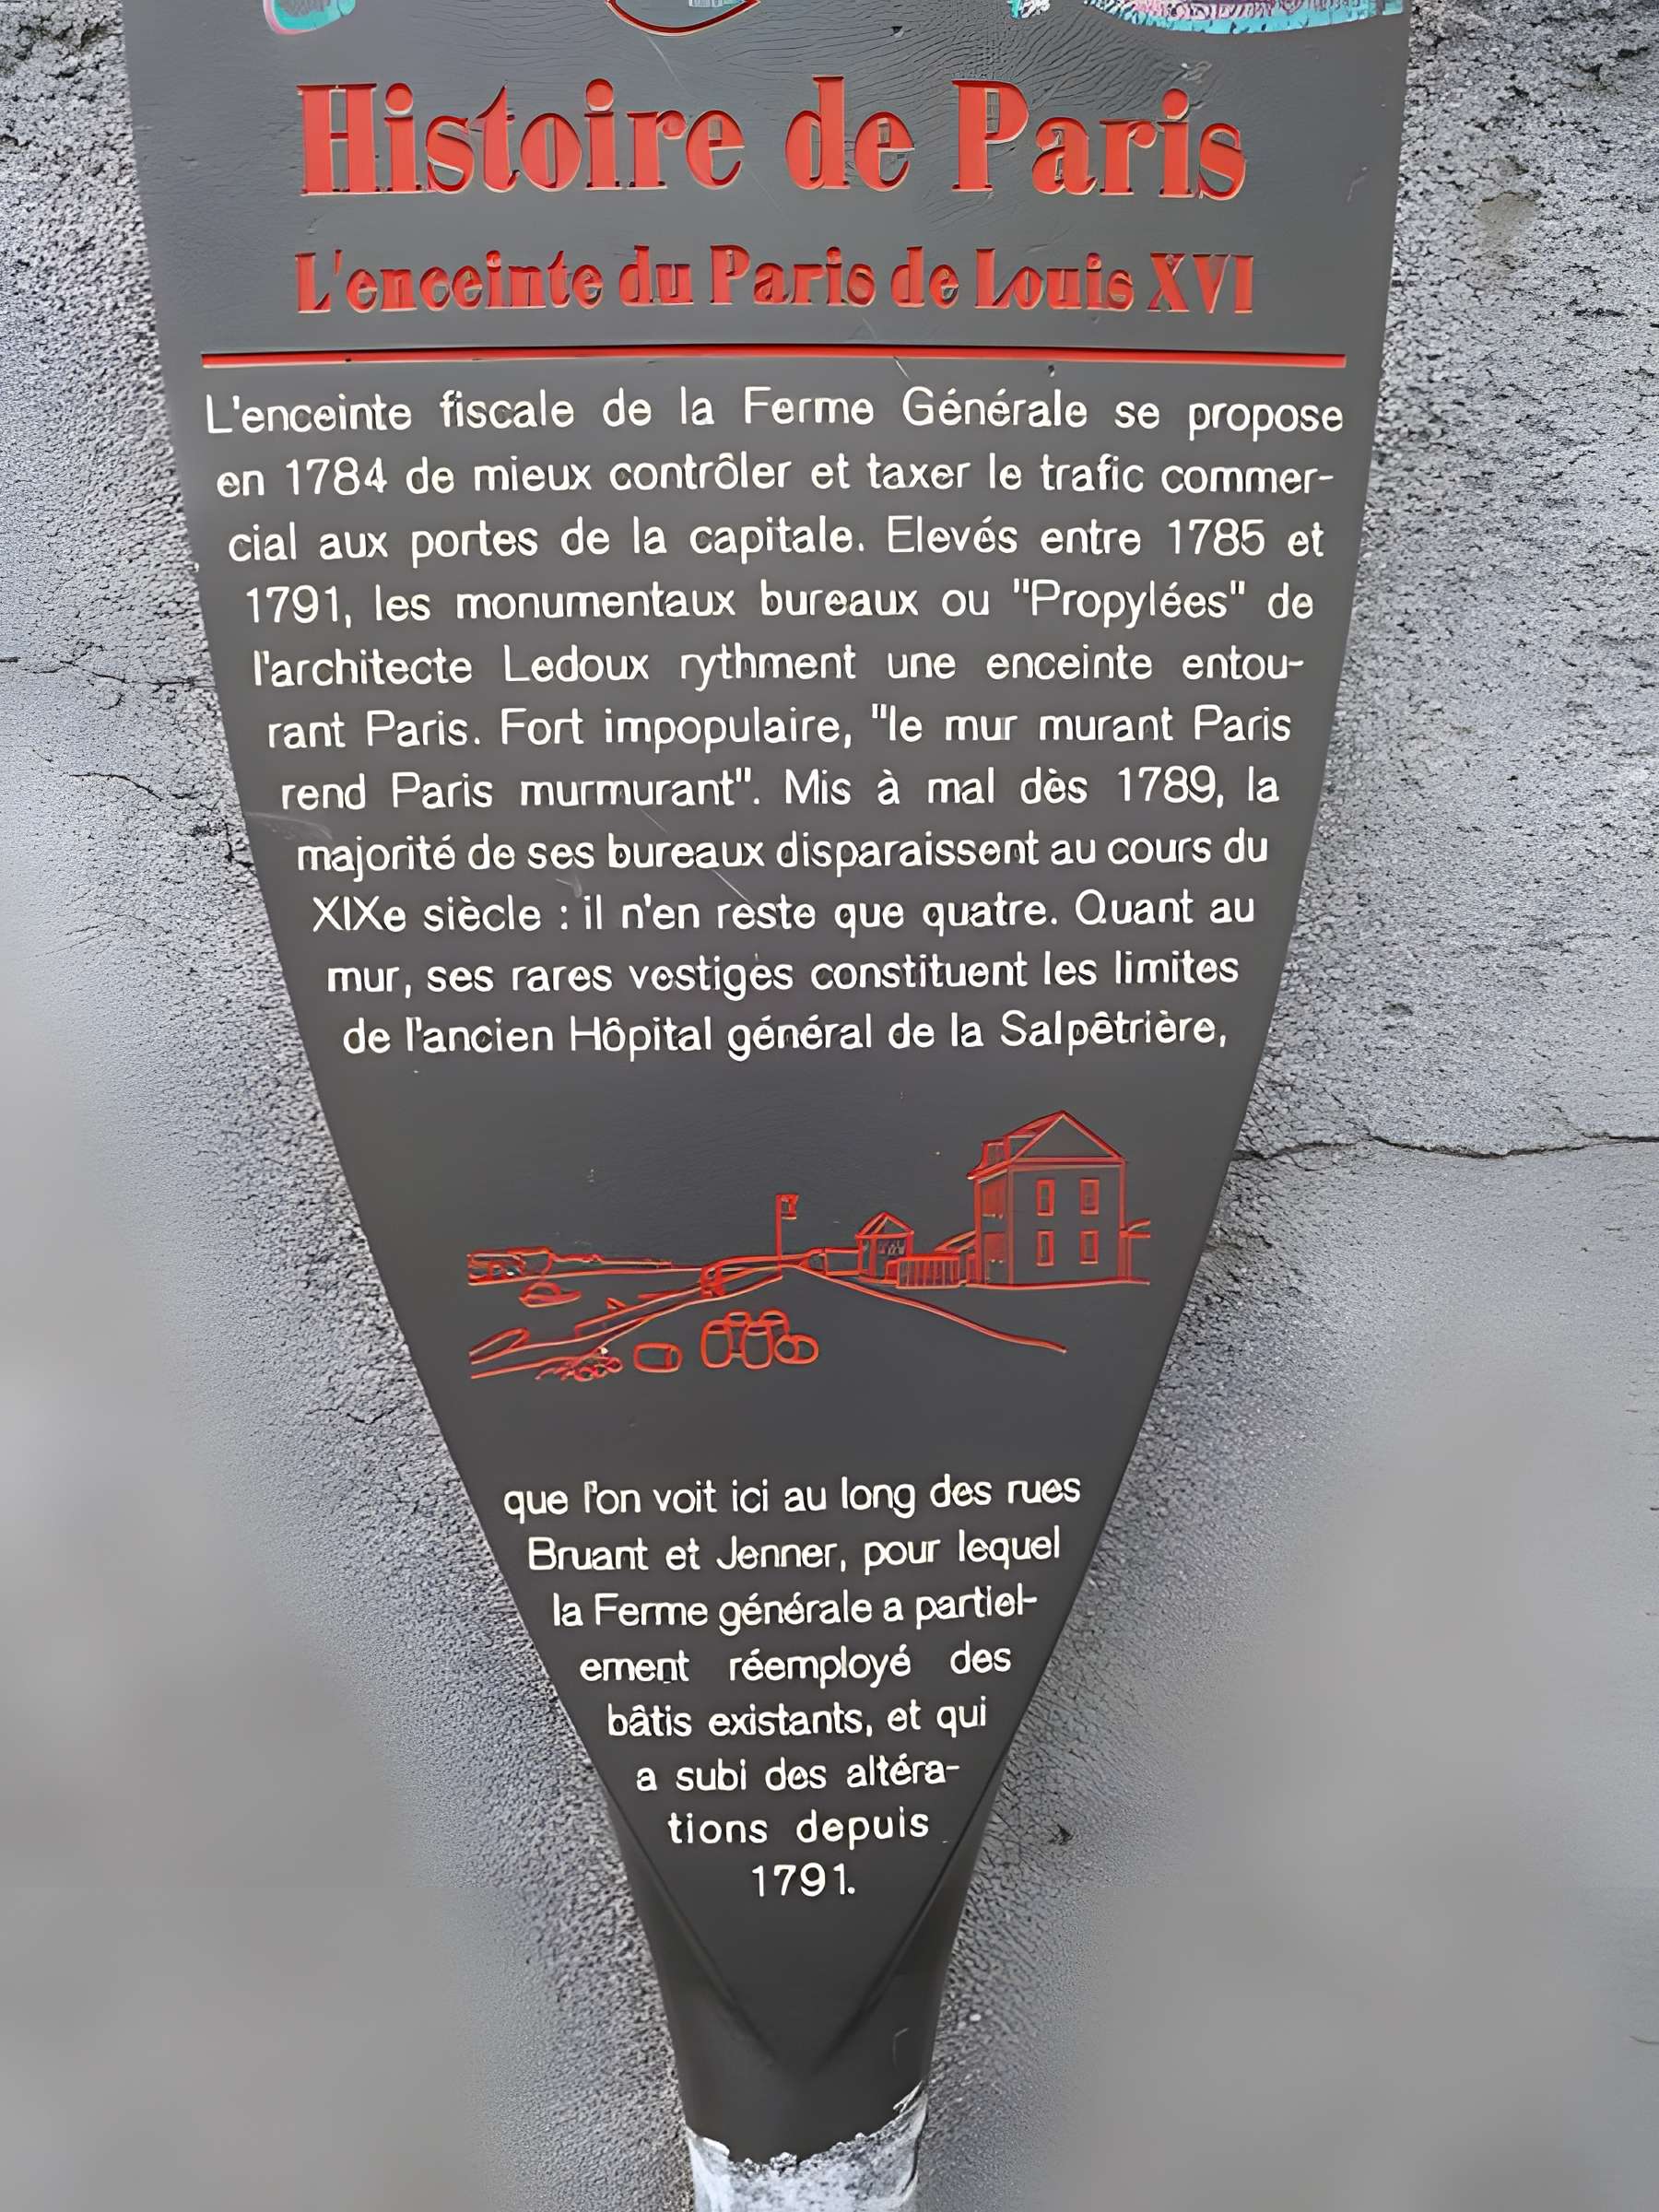 Histoire de Paris
L'enceinte du Paris de Louis XVI
L'enceinte fiscale de la Ferme Générale se propose
en 1784 de mieux contrôler et taxer le trafic commer-
cial aux portes de la capitale. Elevés entre 1785 et
1791, les monumentaux bureaux ou "Propylées" de
l'architecte Ledoux rythment une enceinte entou-
rant Paris. Fort impopulaire, "le mur murant Paris
rend Paris murmurant". Mis à mal dès 1789, la
majorité de ses bureaux disparaissent au cours du
XIXe siècle : il n'en reste que quatre. Quant au
mur, ses rares vestiges constituent les limites
de l'ancien Hôpital général de la Salpêtrière,
que l'on voit ici au long des rues
Bruant et Jenner, pour lequel
la Ferme générale a partiel-
ement réemployé des
bâtis existants, et qui
a subi des altéra-
tions depuis
1791.